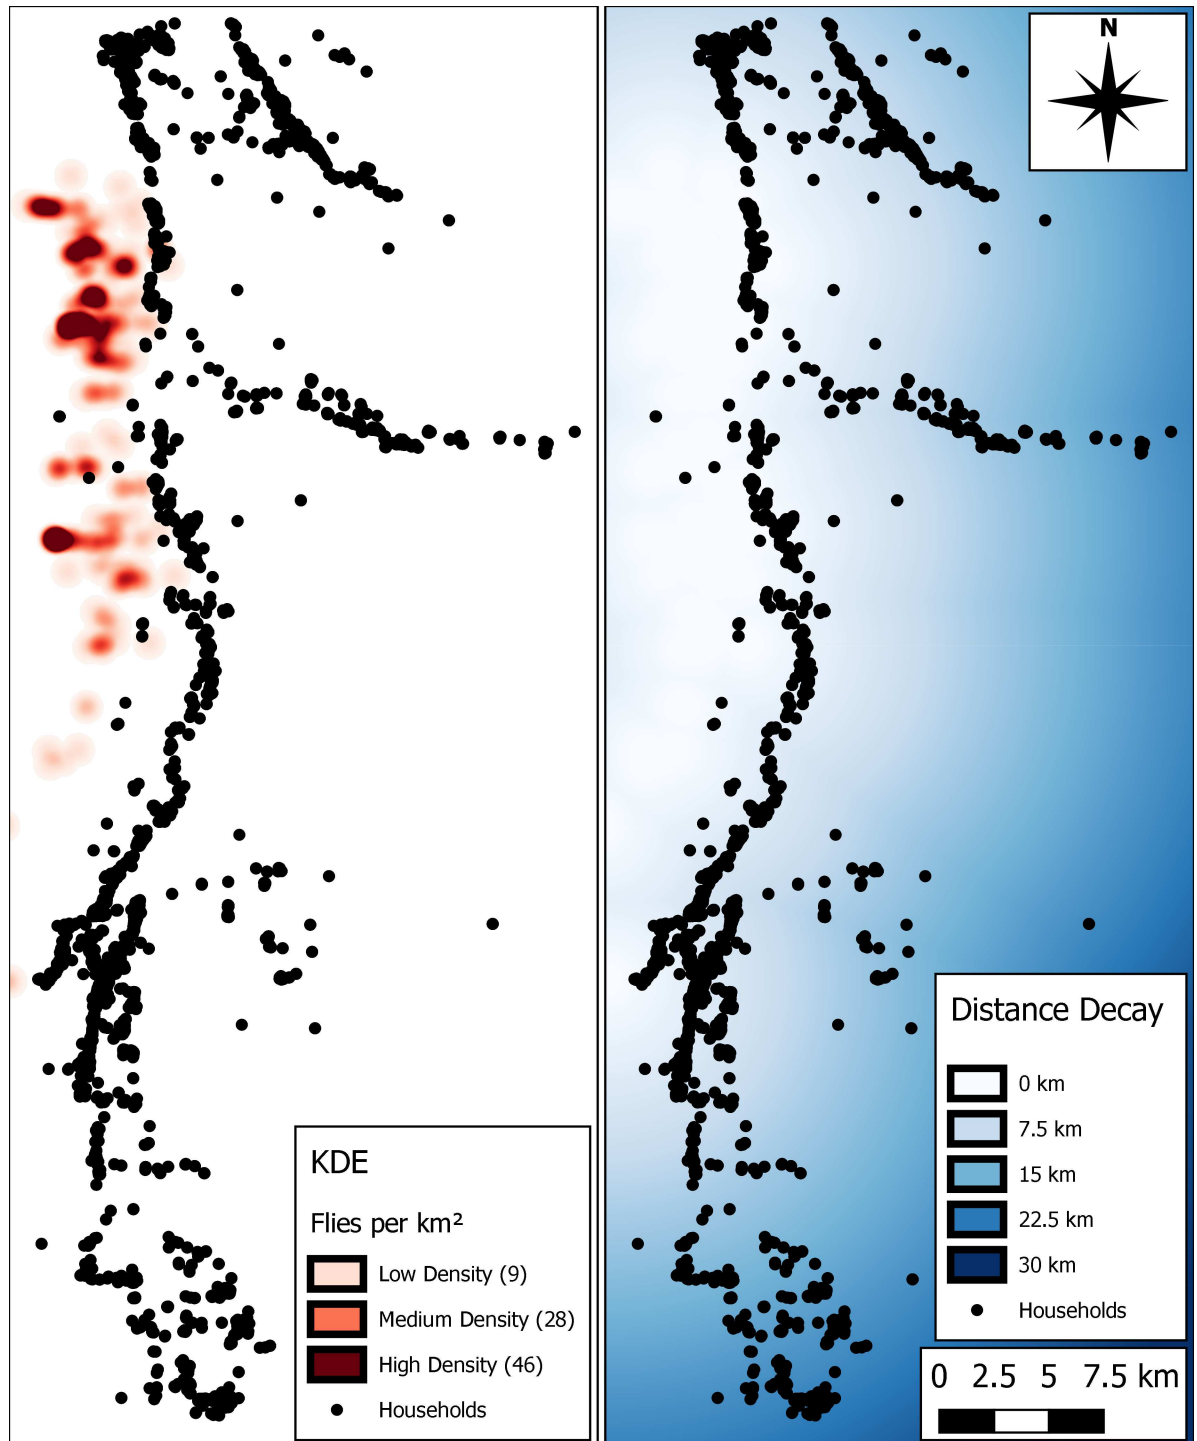 N
KDE
Flies per km²
Low Density (9)
Medium Density (28)
High Density (46)
Households
Distance Decay
0 km
7.5 km
15 km
22.5 km
30 km
Households
0 2.5 5 7.5 km